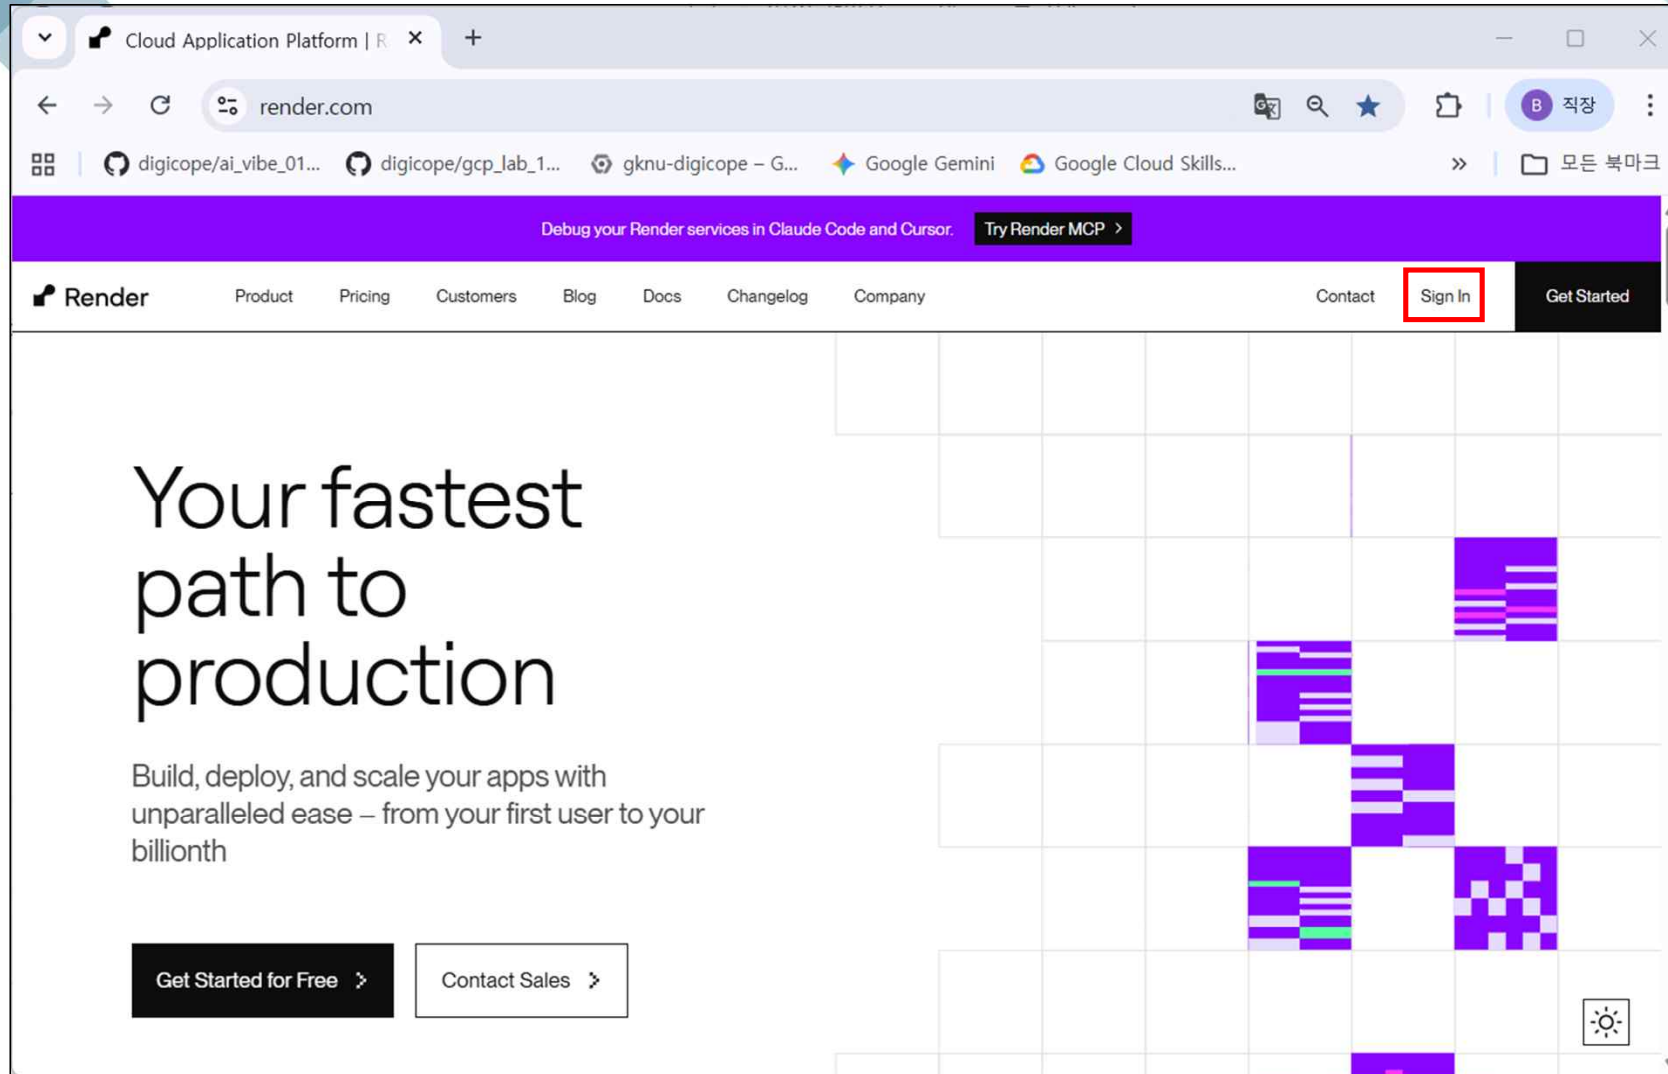 Cloud Application Platform | R
render.com
B 직장
digicope/ai_vibe_01...
digicope/gcp_lab_1...
gknu-digicope – G...
Google Gemini
Google Cloud Skills...
모든 북마크
Debug your Render services in Claude Code and Cursor.
Try Render MCP
Render
Product
Pricing
Customers
Blog
Docs
Changelog
Company
Contact
Sign In
Get Started
Your fastest
path to
production
Build, deploy, and scale your apps with
unparalleled ease – from your first user to your
billionth
Get Started for Free
Contact Sales